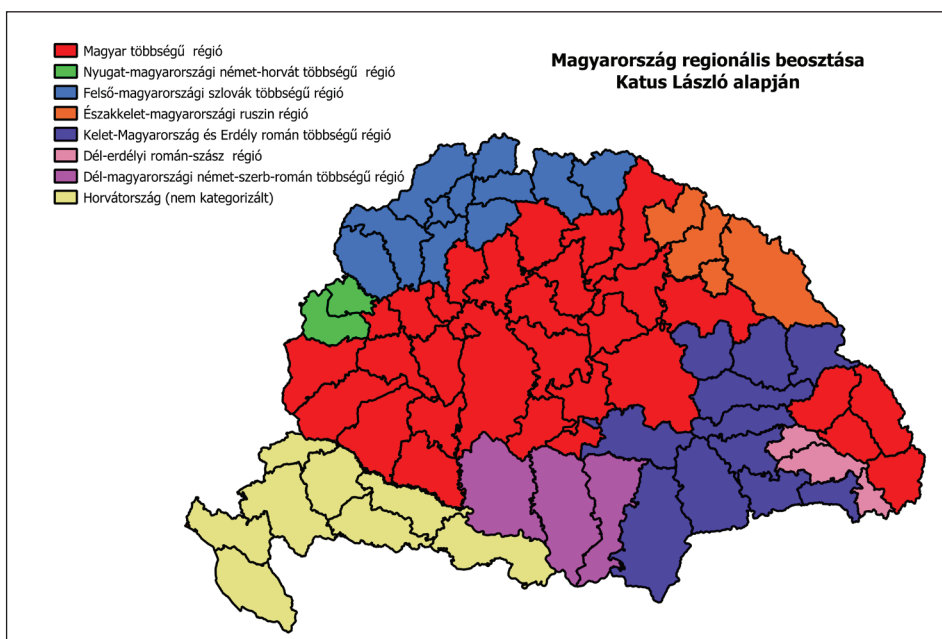 Magyarország regionális beosztása
Katus László alapján
Magyar többségű régió
Nyugat-magyarországi német-horvát többségű régió
Felső-magyarországi szlovák többségű régió
Északkelet-magyarországi ruszin régió
Kelet-Magyarország és Erdély román többségű régió
Dél-erdélyi román-szász régió
Dél-magyarországi német-szerb-román többségű régió
Horvátország (nem kategorizált)